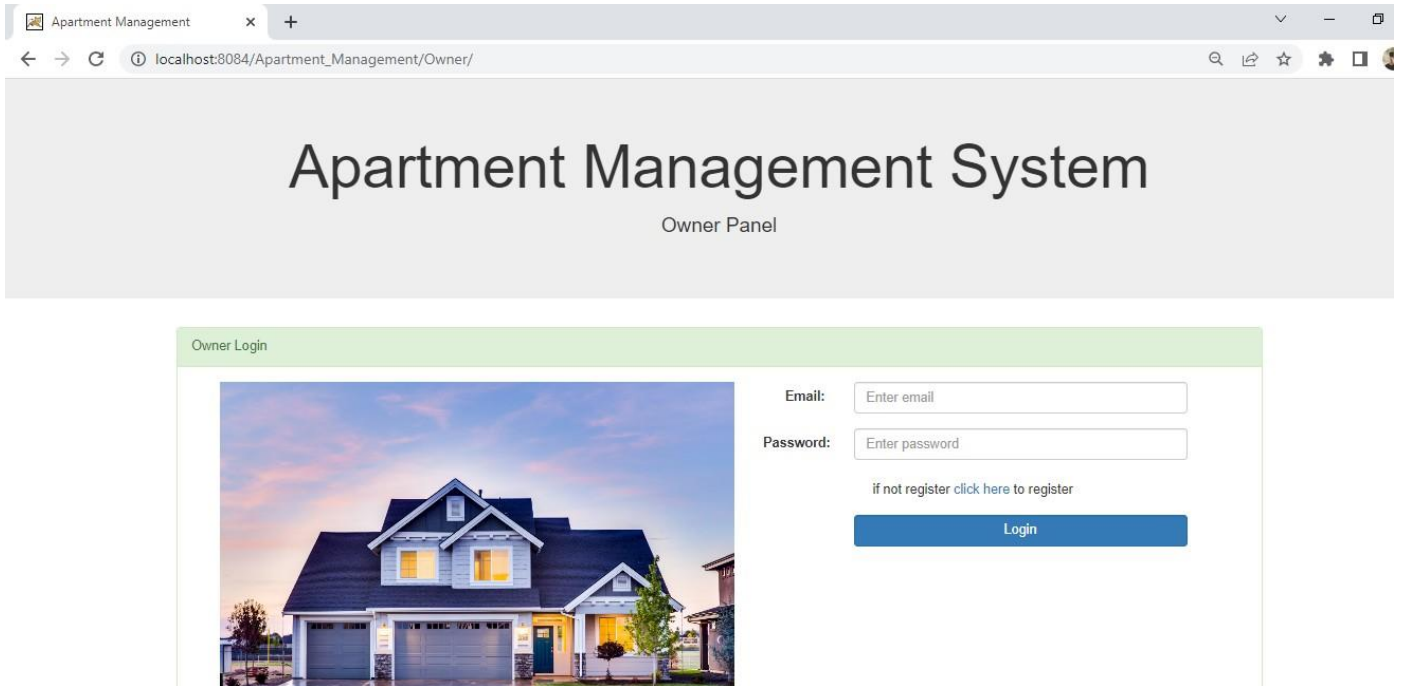 Apartment Management
localhost:8084/Apartment_Management/Owner/
Apartment Management System
Owner Panel
Owner Login
Email:
Enter email
Password:
Enter password
if not register click here to register
Login